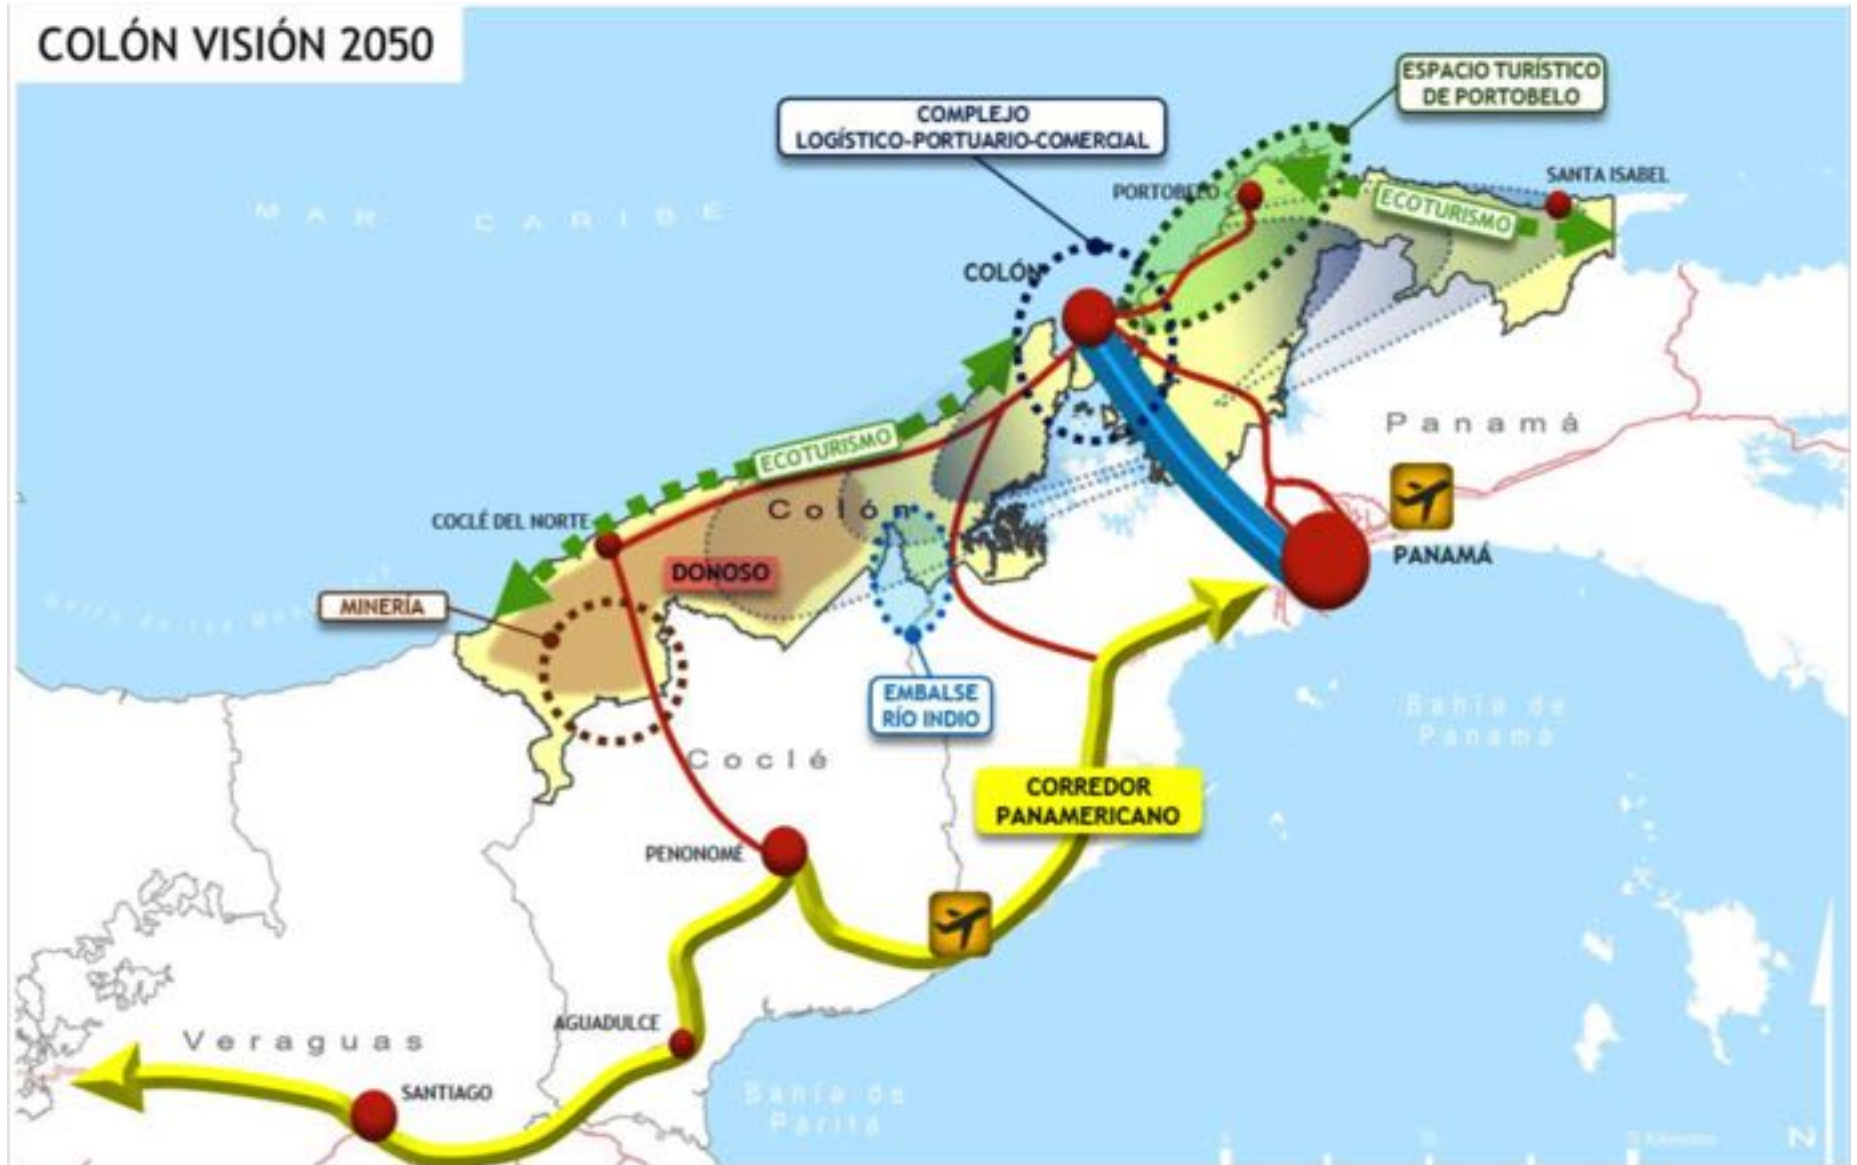 COLÓN VISIÓN 2050
ESPACIO TURÍSTICO
DE PORTOBELO
COMPLEJO
LOGÍSTICO-PORTUARIO-COMERCIAL
SANTA ISABEL
PORTOBELO
ECOTURISMO
MAR CARIBE
COLÓN
Panamá
ECOTURISMO
Colón
COCLÉ DEL NORTE
PANAMÁ
DONOSO
MINERÍA
EMBALSE
RÍO INDIO
Bahía de
Panamá
Coclé
CORREDOR
PANAMERICANO
PENONOMÉ
AGUADULCE
Veraguas
SANTIAGO
Bahía de
Parita
N